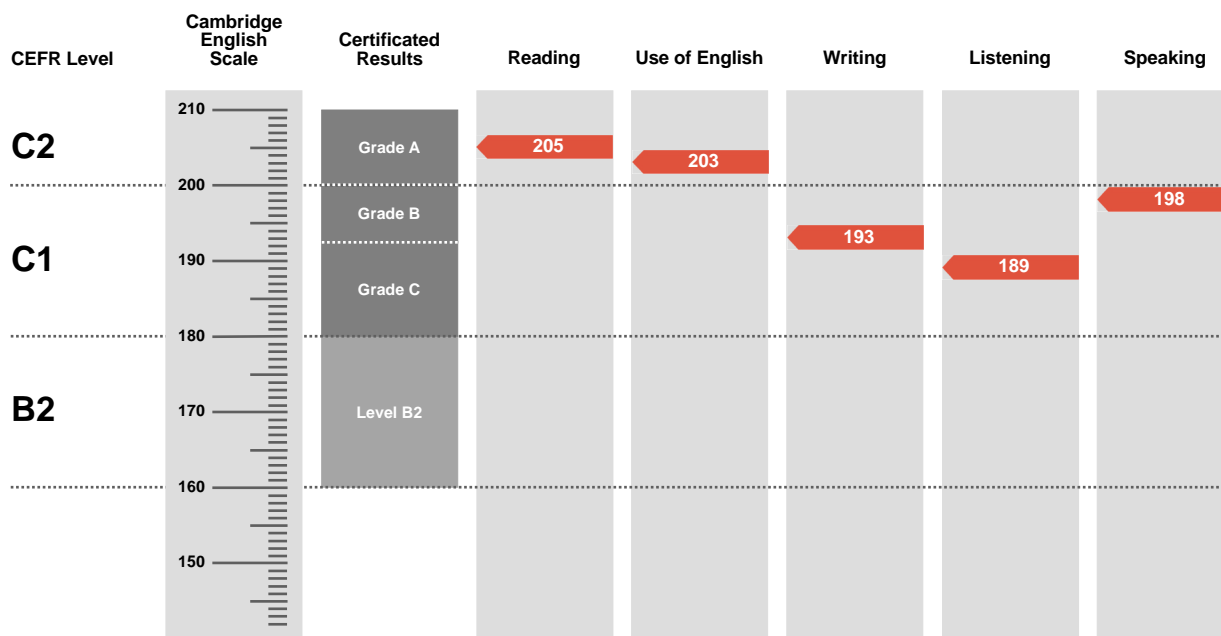 CEFR Level
Cambridge
English
Scale
Certificated
Results
Reading
Use of English
Writing
Listening
Speaking
210
C2
Grade A
205
203
200
Grade B
198
193
C1
190
189
Grade C
180
B2
170
Level B2
160
150